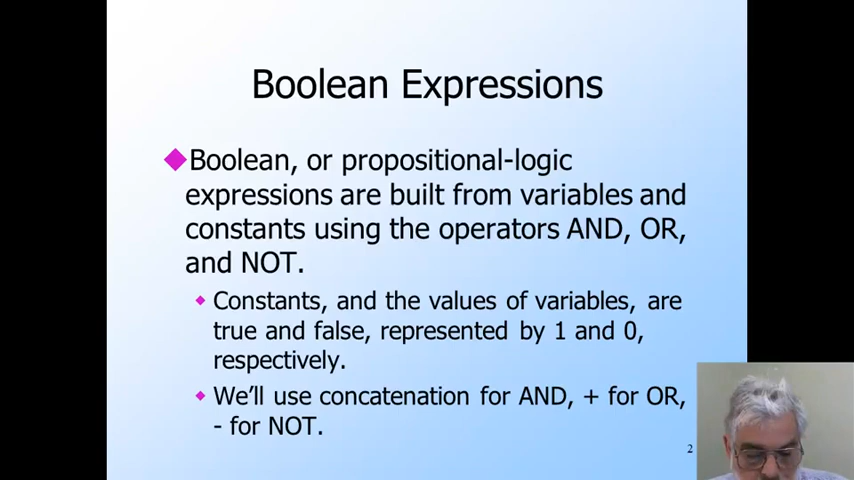 Boolean Expressions
Boolean, or propositional-logic
expressions are built from variables and
constants using the operators AND, OR,
and NOT.
Constants, and the values of variables, are
true and false, represented by 1 and 0,
respectively.
We’ll use concatenation for AND, + for OR,
- for NOT.
2